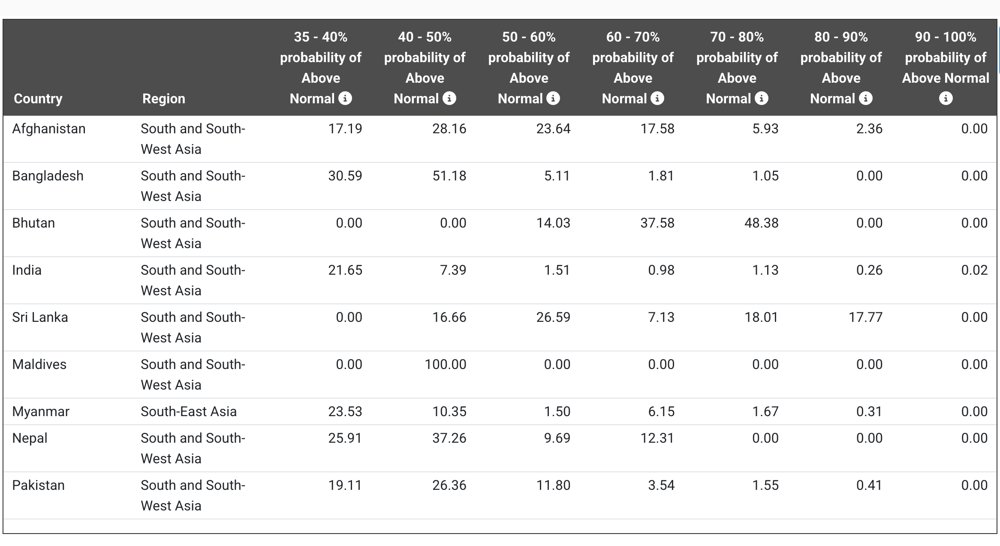 Country Region 35 - 40% probability of Above Normal 40 - 50% probability of Above Normal 50 - 60% probability of Above Normal 60 - 70% probability of Above Normal 70 - 80% probability of Above Normal 80 - 90% probability of Above Normal 90 - 100% probability of Above Normal
Afghanistan South and South-West Asia 17.19 28.16 23.64 17.58 5.93 2.36 0.00
Bangladesh South and South-West Asia 30.59 51.18 5.11 1.81 1.05 0.00 0.00
Bhutan South and South-West Asia 0.00 0.00 14.03 37.58 48.38 0.00 0.00
India South and South-West Asia 21.65 7.39 1.51 0.98 1.13 0.26 0.02
Sri Lanka South and South-West Asia 0.00 16.66 26.59 7.13 18.01 17.77 0.00
Maldives South and South-West Asia 0.00 100.00 0.00 0.00 0.00 0.00 0.00
Myanmar South-East Asia 23.53 10.35 1.50 6.15 1.67 0.31 0.00
Nepal South and South-West Asia 25.91 37.26 9.69 12.31 0.00 0.00 0.00
Pakistan South and South-West Asia 19.11 26.36 11.80 3.54 1.55 0.41 0.00